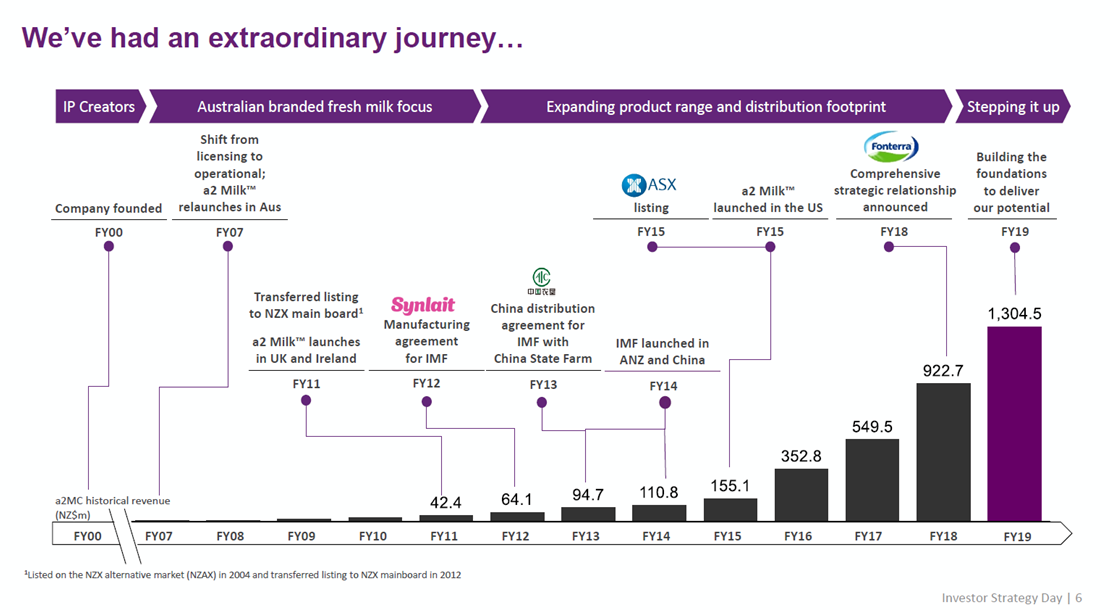 We’ve had an extraordinary journey…
IP Creators
Australian branded fresh milk focus
Expanding product range and distribution footprint
Stepping it up
Company founded
FY00
Shift from
licensing to
operational;
a2 Milk™
relaunches in Aus
FY07
ASX
listing
FY15
a2 Milk™
launched in the US
FY15
Fonterra
Comprehensive
strategic relationship
announced
FY18
Building the
foundations
to deliver
our potential
FY19
Transferred listing
to NZX main board¹
a2 Milk™ launches
in UK and Ireland
FY11
Synlait
Manufacturing
agreement
for IMF
FY12
中国农垦
China distribution
agreement for
IMF with
China State Farm
FY13
IMF launched in
ANZ and China
FY14
a2MC historical revenue
(NZ$m)
42.4
64.1
94.7
110.8
155.1
352.8
549.5
922.7
1,304.5
FY00
FY07
FY08
FY09
FY10
FY11
FY12
FY13
FY14
FY15
FY16
FY17
FY18
FY19
¹Listed on the NZX alternative market (NZAX) in 2004 and transferred listing to NZX mainboard in 2012
Investor Strategy Day | 6